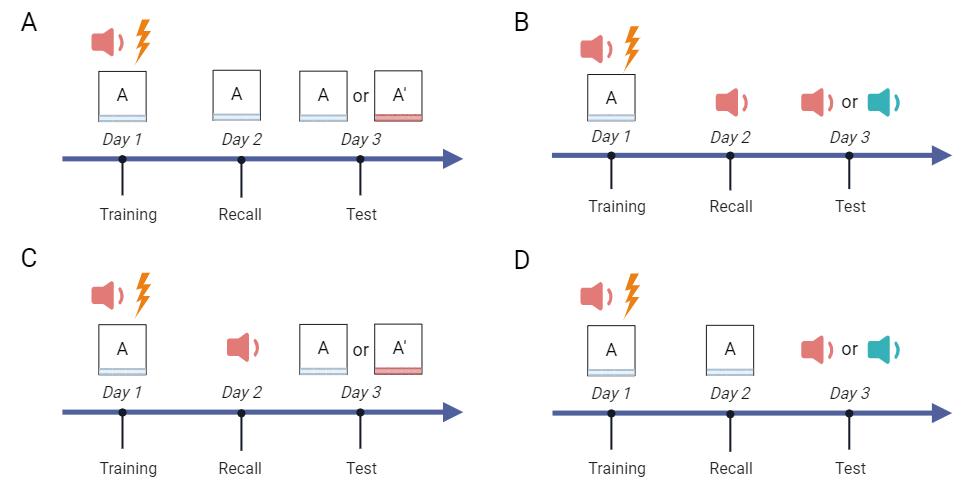 A
A
A
A or A'
Day 1
Day 2
Day 3
Training
Recall
Test
B
A
or
Day 1
Day 2
Day 3
Training
Recall
Test
C
A
A or A'
Day 1
Day 2
Day 3
Training
Recall
Test
D
A
A
or
Day 1
Day 2
Day 3
Training
Recall
Test